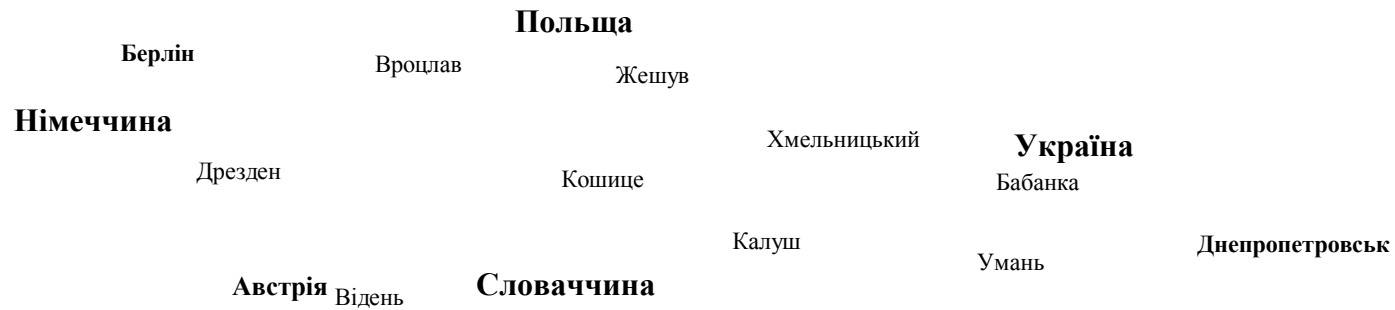 Польща
Берлін
Вроцлав
Жешув
Німеччина
Хмельницький
Україна
Дрезден
Кошице
Бабанка
Калуш
Днепропетровськ
Умань
Австрія
Відень
Словаччина